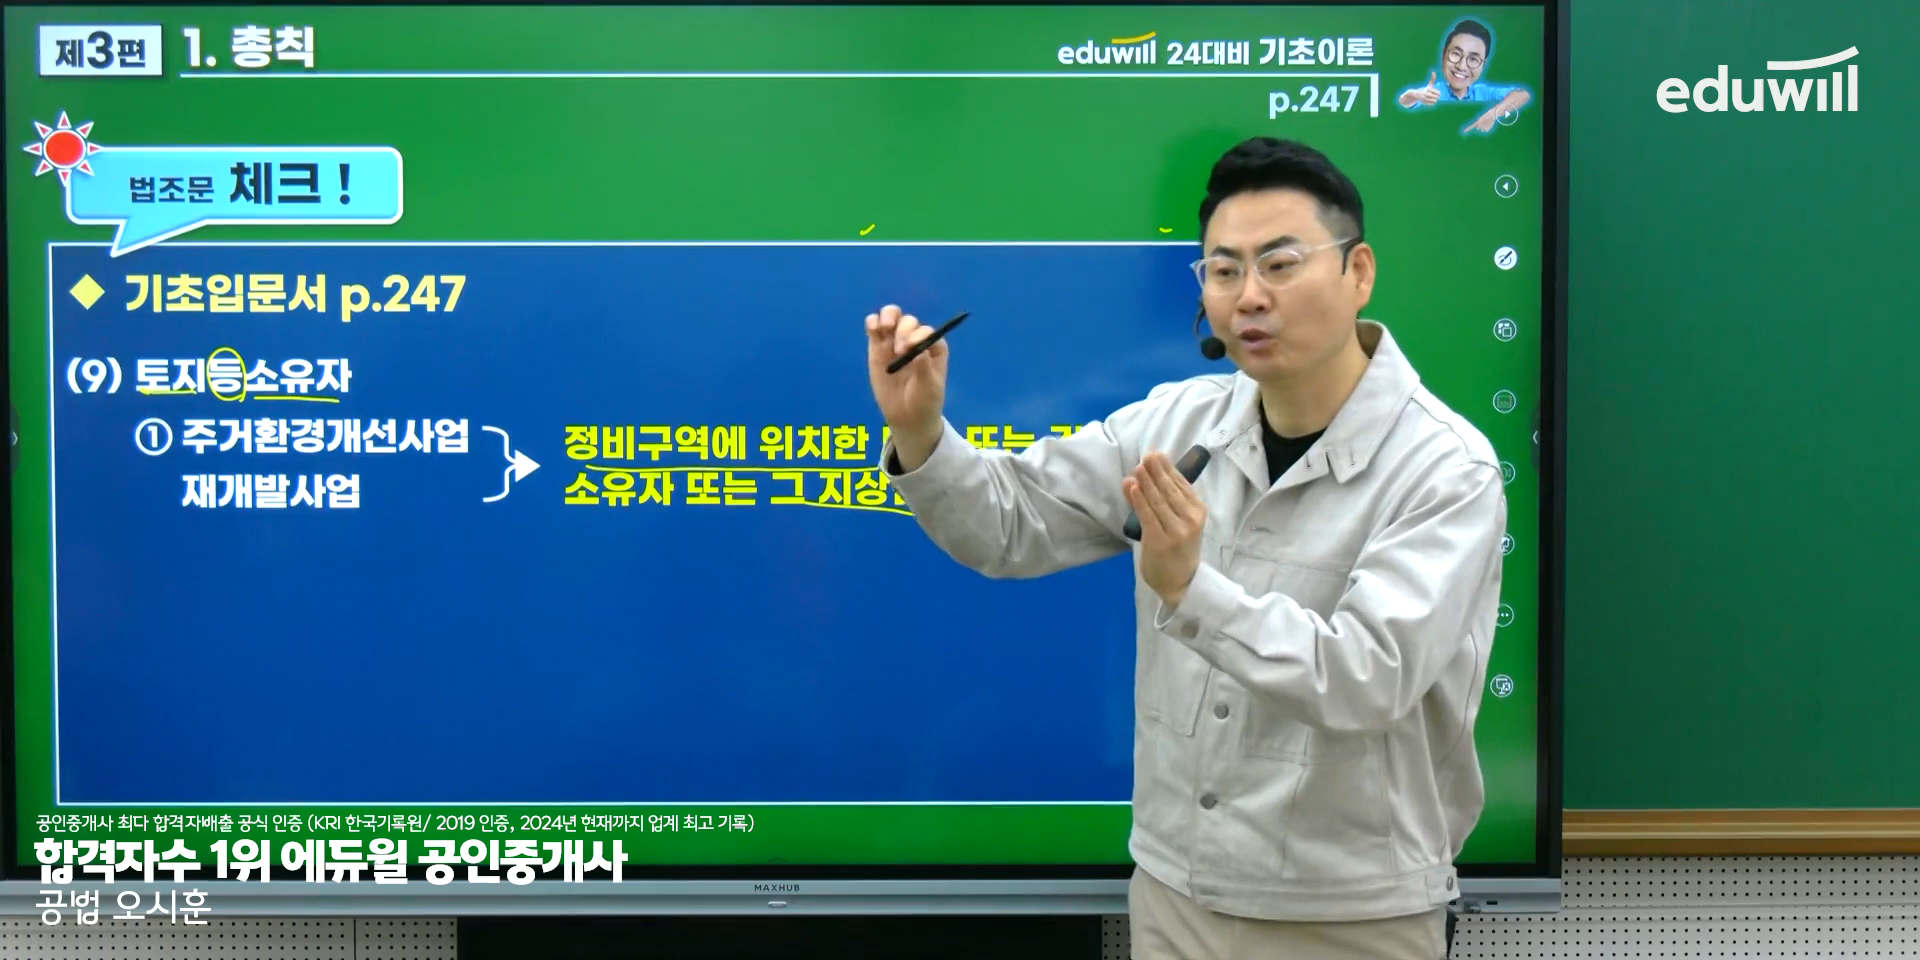 제3편 1. 총칙
eduwill 24대비 기초이론
p.247
eduwill
법조문 체크 !
◆ 기초입문서 p.247
(9) 토지등소유자
① 주거환경개선사업
재개발사업
정비구역에 위치한 또는
소유자 또는 그 지상
공인중개사 최다 합격자배출 공식 인증 (KRI 한국기록원/ 2019 인증, 2024년 현재까지 업계 최고 기록)
합격자수 1위 에듀윌 공인중개사
MAXHUB
공법 오시훈